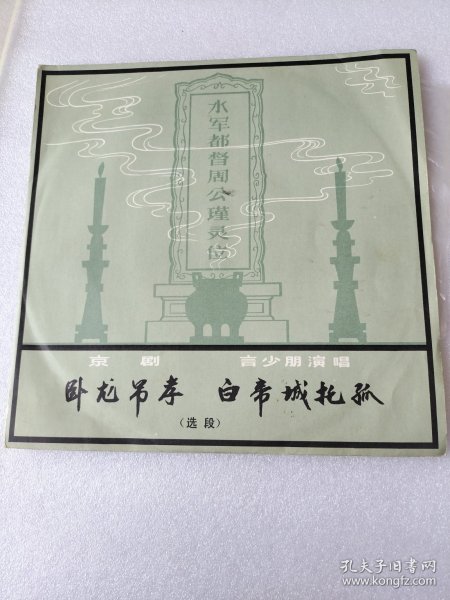 水军都督周公瑾灵位
京剧 言少朋演唱
卧龙吊孝 白帝城托孤
（选段）
孔夫子旧书网
www.kongfz.com